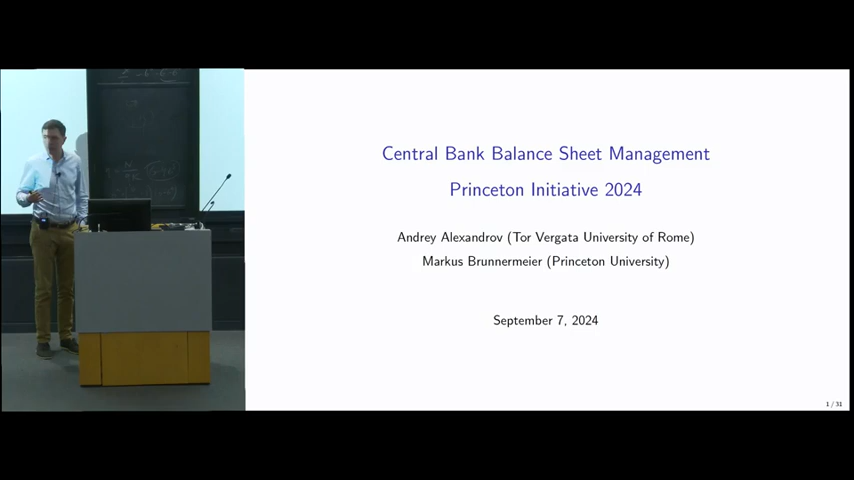 Central Bank Balance Sheet Management
Princeton Initiative 2024
Andrey Alexandrov (Tor Vergata University of Rome)
Markus Brunnermeier (Princeton University)
September 7, 2024
1 / 31